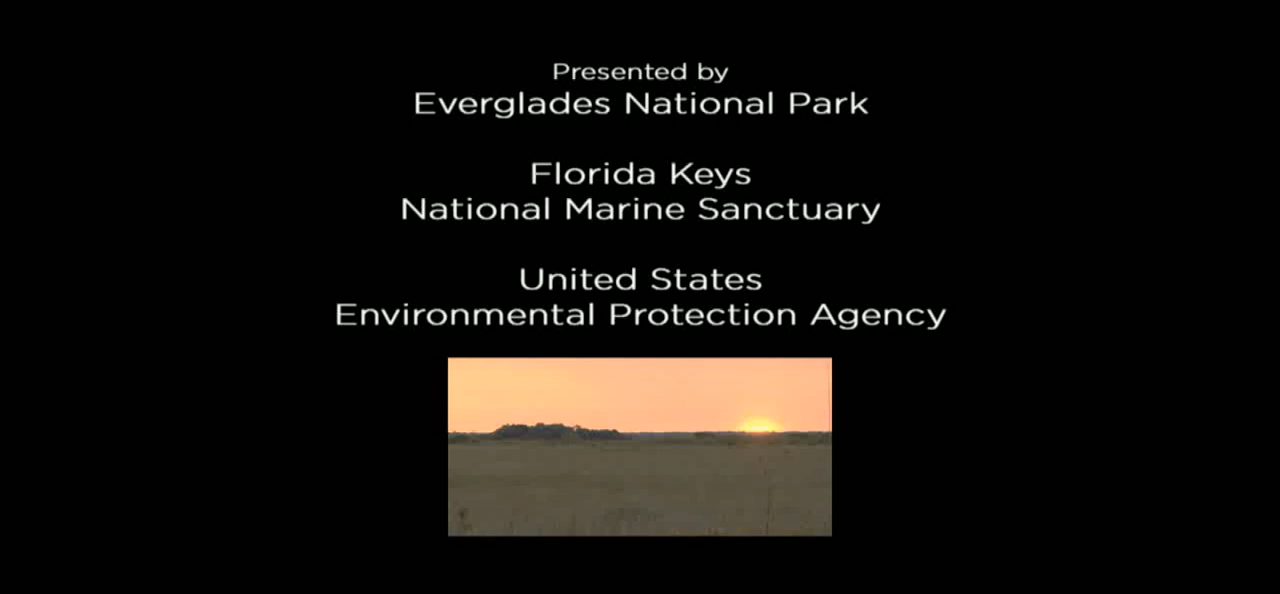 Presented by
Everglades National Park
Florida Keys
National Marine Sanctuary
United States
Environmental Protection Agency